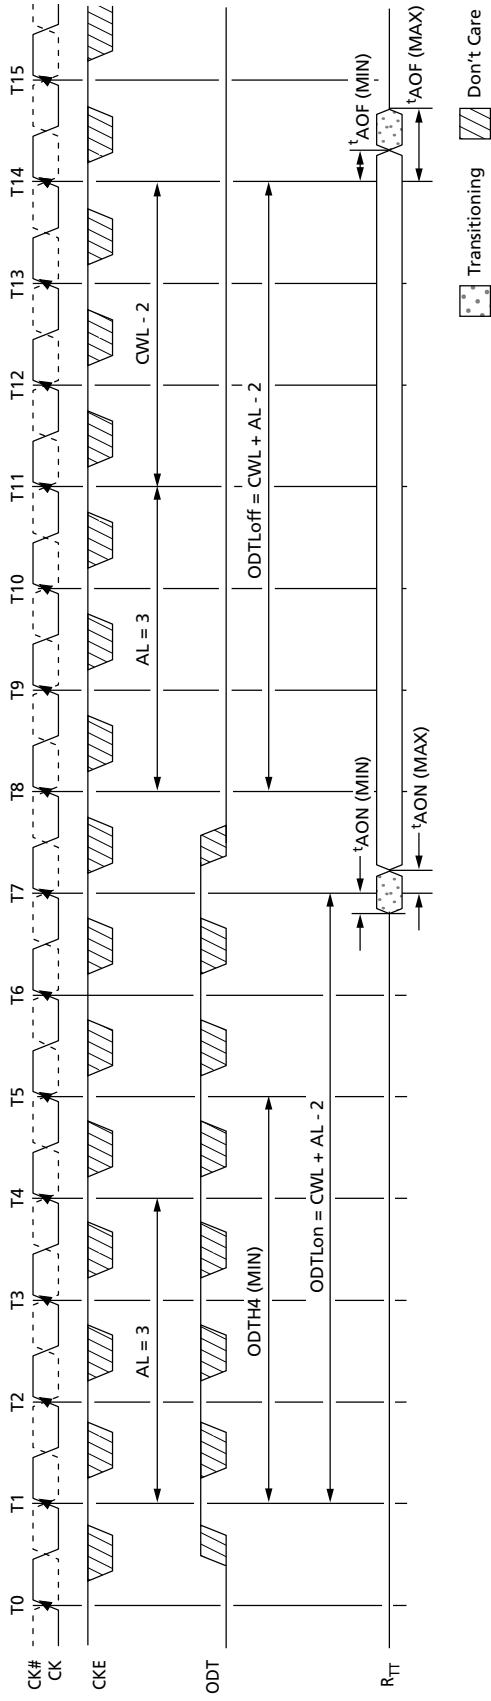 T0 T1 T2 T3 T4 T5 T6 T7 T8 T9 T10 T11 T12 T13 T14 T15
CK#
CK
CKE
AL = 3
AL = 3
CWL - 2
ODT
ODTH4 (MIN)
ODTLoff = CWL + AL - 2
ODTLon = CWL + AL - 2
tAON (MIN)
tAOF (MIN)
RTT
tAON (MAX)
tAOF (MAX)
Transitioning
Don't Care